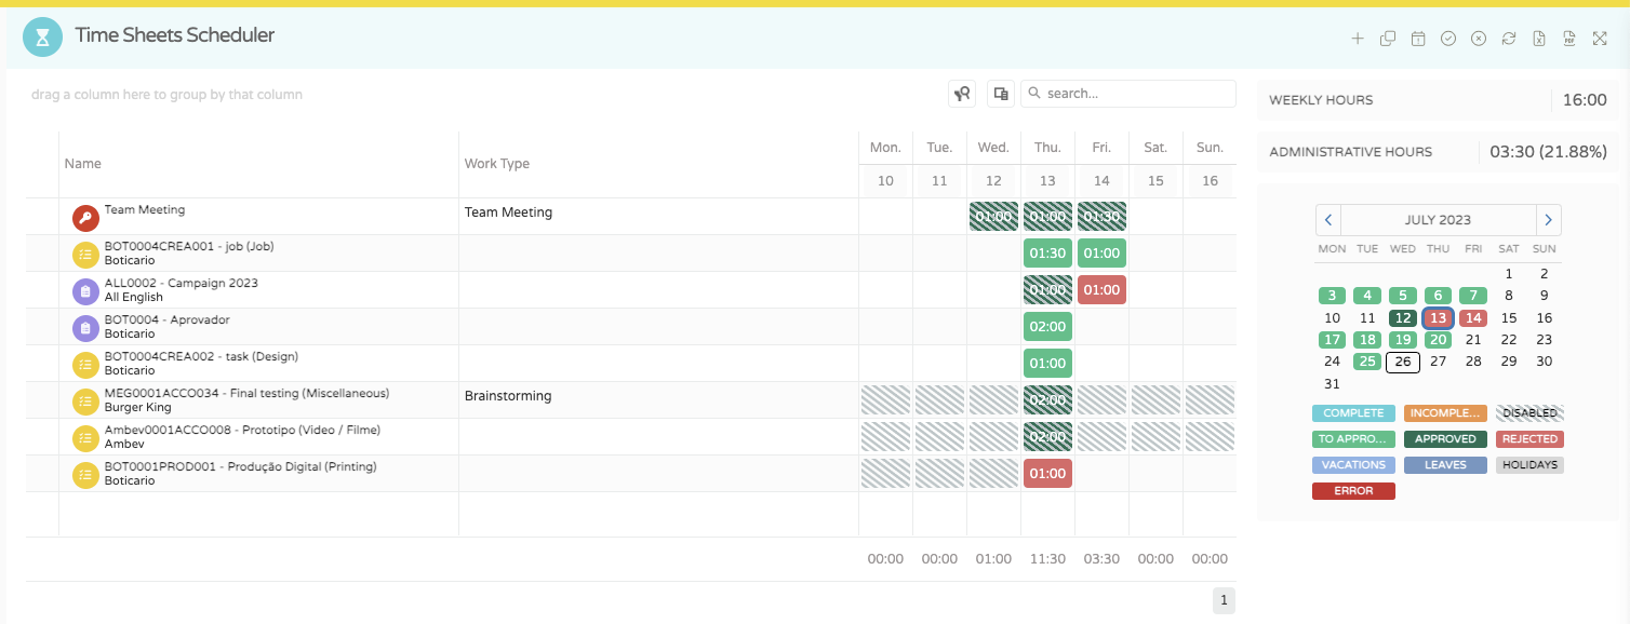 Time Sheets Scheduler
drag a column here to group by that column
search...
WEEKLY HOURS 16:00
ADMINISTRATIVE HOURS 03:30 (21.88%)
Name Work Type Mon. Tue. Wed. Thu. Fri. Sat. Sun.
10 11 12 13 14 15 16
Team Meeting Team Meeting 01:00 01:00 01:30
BOT0004CREA001 - job (Job) 01:30 01:00
Boticario
ALL0002 - Campaign 2023 01:00 01:00
All English
BOT0004 - Aprovador 02:00
Boticario
BOT0004CREA002 - task (Design) 01:00
Boticario
MEG0001ACCO034 - Final testing (Miscellaneous) Brainstorming 02:00
Burger King
Ambev0001ACCO008 - Prototipo (Video / Filme) 02:00
Ambev
BOT0001PROD001 - Produção Digital (Printing) 01:00
Boticario
00:00 00:00 01:00 11:30 03:30 00:00 00:00
1
JULY 2023
MON TUE WED THU FRI SAT SUN
1 2
3 4 5 6 7 8 9
10 11 12 13 14 15 16
17 18 19 20 21 22 23
24 25 26 27 28 29 30
31
COMPLETE INCOMPLE... DISABLED
TO APPRO... APPROVED REJECTED
VACATIONS LEAVES HOLIDAYS
ERROR